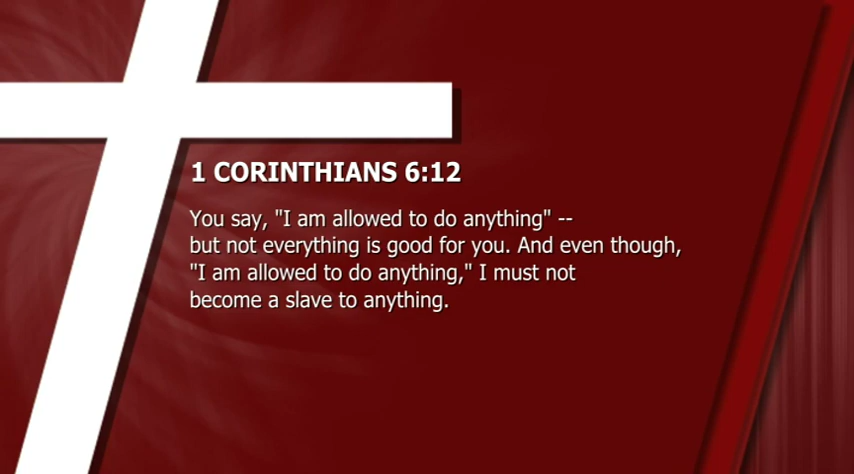 1 CORINTHIANS 6:12
You say, "I am allowed to do anything" --
but not everything is good for you. And even though,
"I am allowed to do anything," I must not
become a slave to anything.